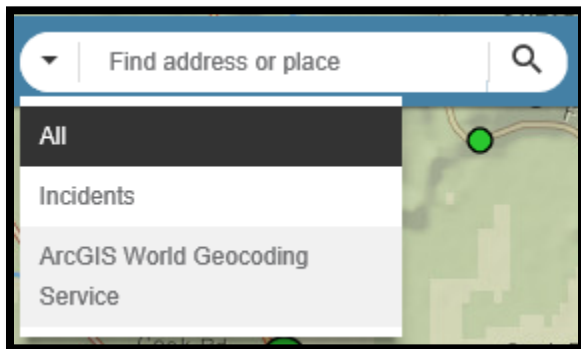 Find address or place
All
Incidents
ArcGIS World Geocoding
Service